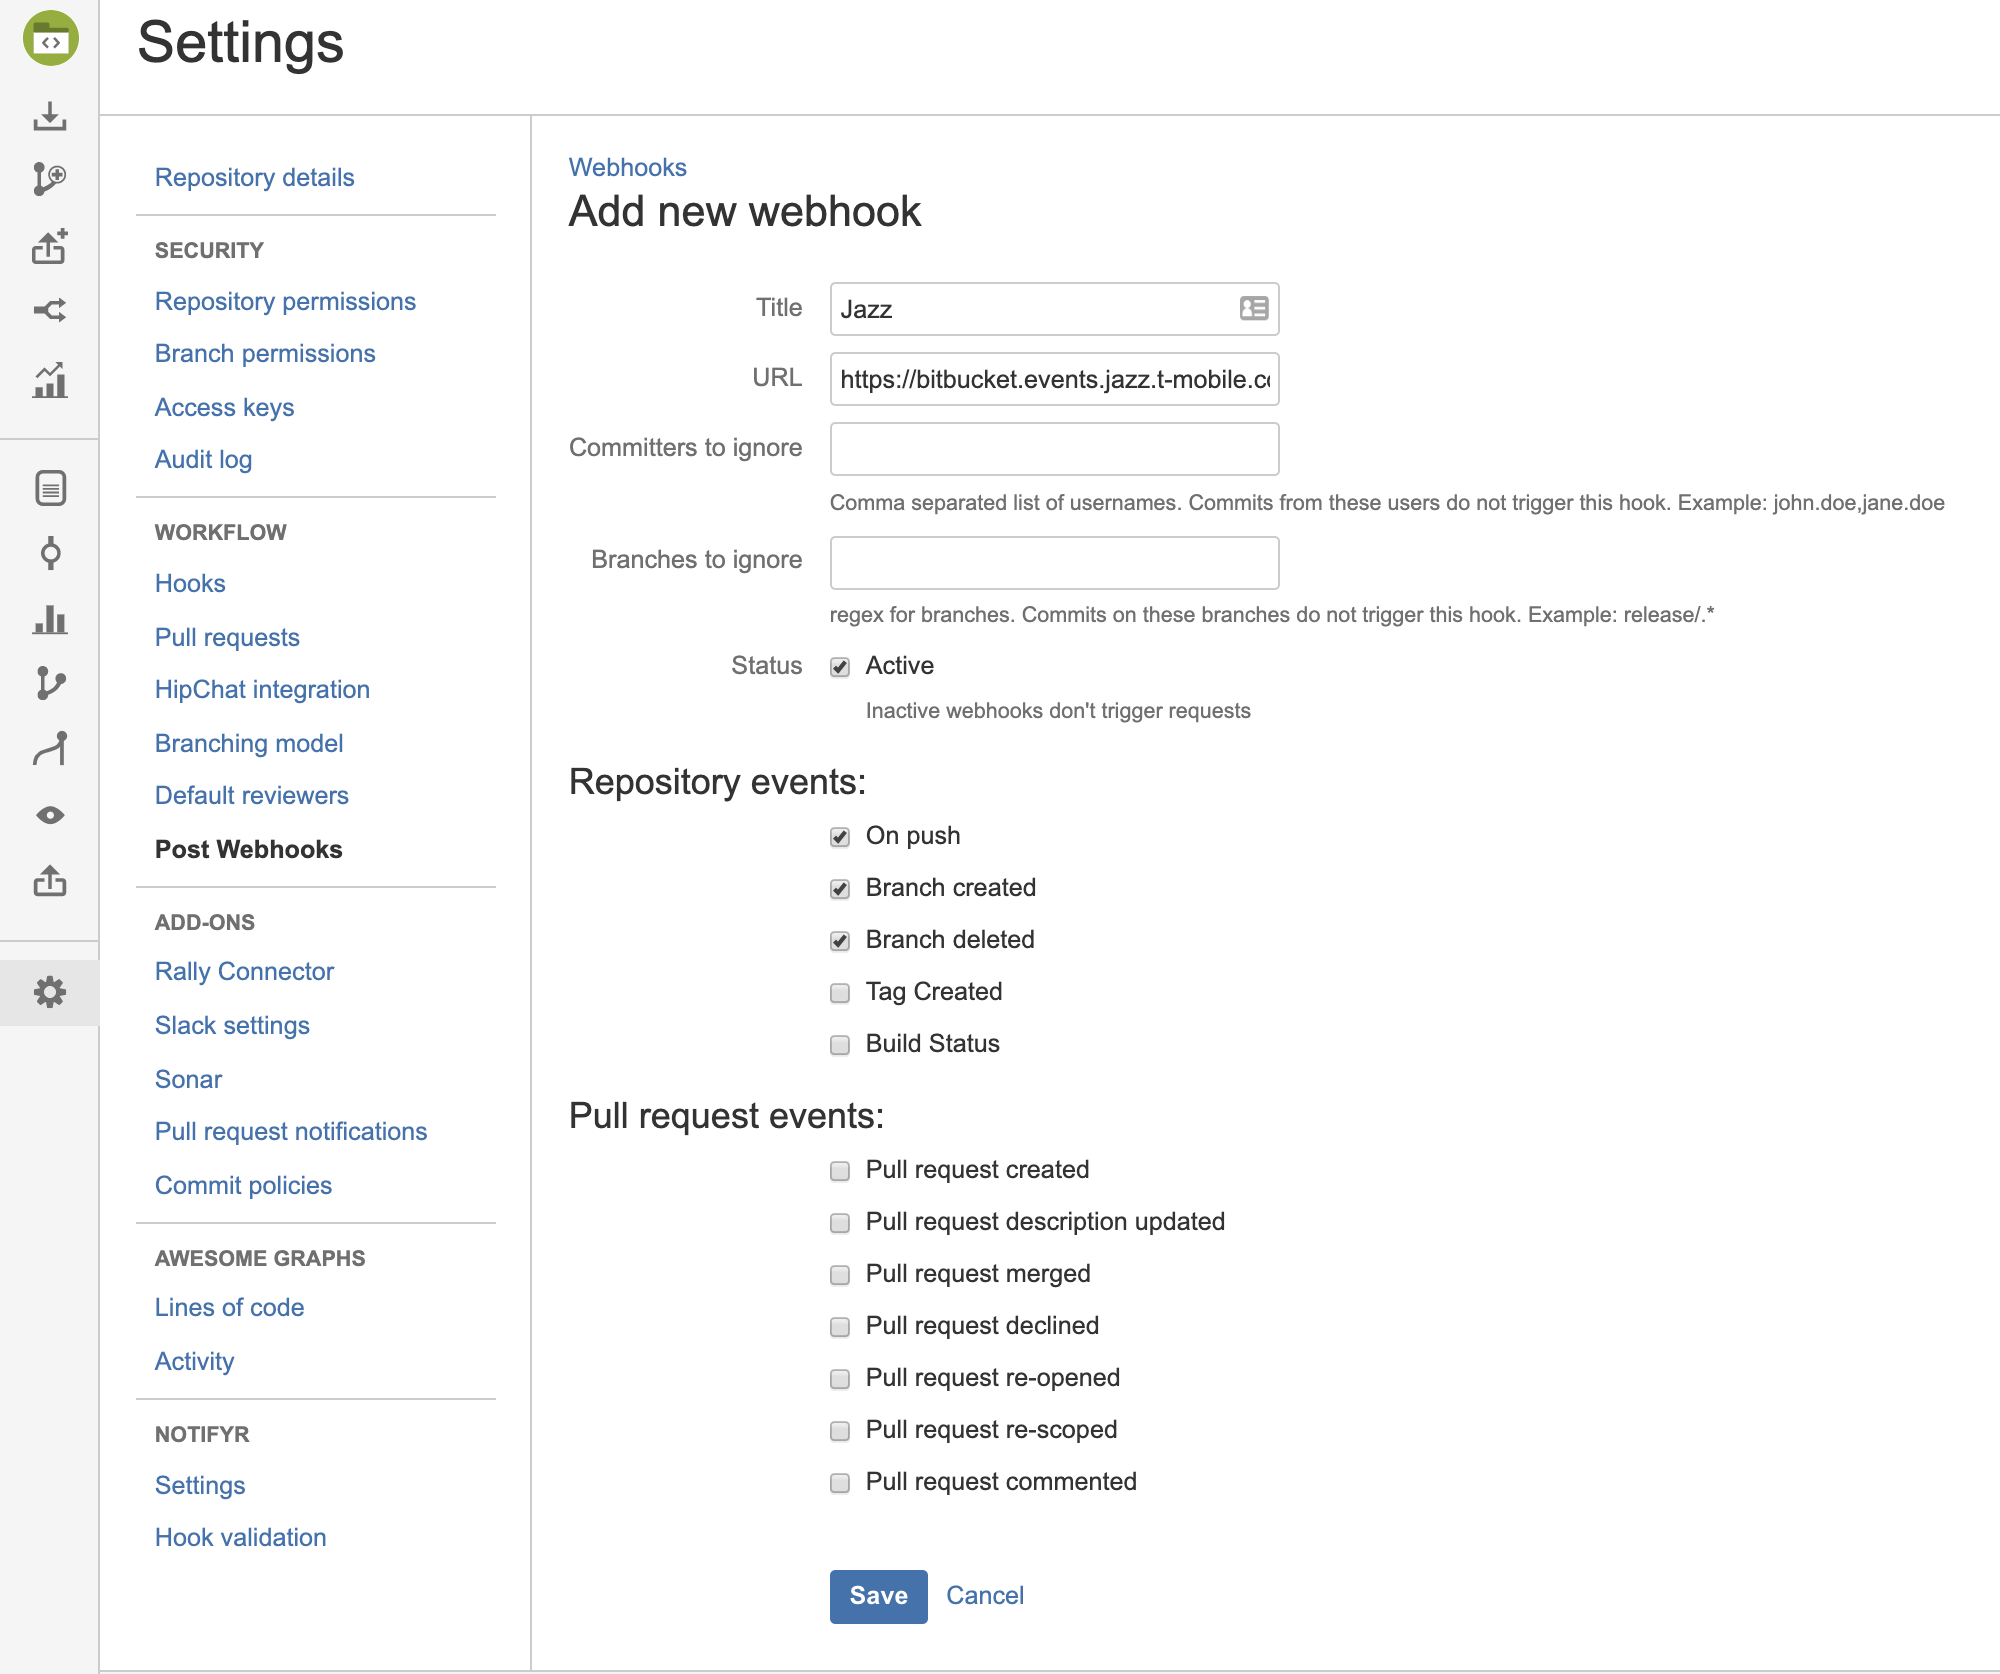 Settings
Repository details
SECURITY
Repository permissions
Branch permissions
Access keys
Audit log
WORKFLOW
Hooks
Pull requests
HipChat integration
Branching model
Default reviewers
Post Webhooks
ADD-ONS
Rally Connector
Slack settings
Sonar
Pull request notifications
Commit policies
AWESOME GRAPHS
Lines of code
Activity
NOTIFYR
Settings
Hook validation
Webhooks
Add new webhook
Title Jazz
URL https://bitbucket.events.jazz.t-mobile.co
Committers to ignore
Comma separated list of usernames. Commits from these users do not trigger this hook. Example: john.doe,jane.doe
Branches to ignore
regex for branches. Commits on these branches do not trigger this hook. Example: release/.*
Status Active
Inactive webhooks don't trigger requests
Repository events:
On push
Branch created
Branch deleted
Tag Created
Build Status
Pull request events:
Pull request created
Pull request description updated
Pull request merged
Pull request declined
Pull request re-opened
Pull request re-scoped
Pull request commented
Save Cancel